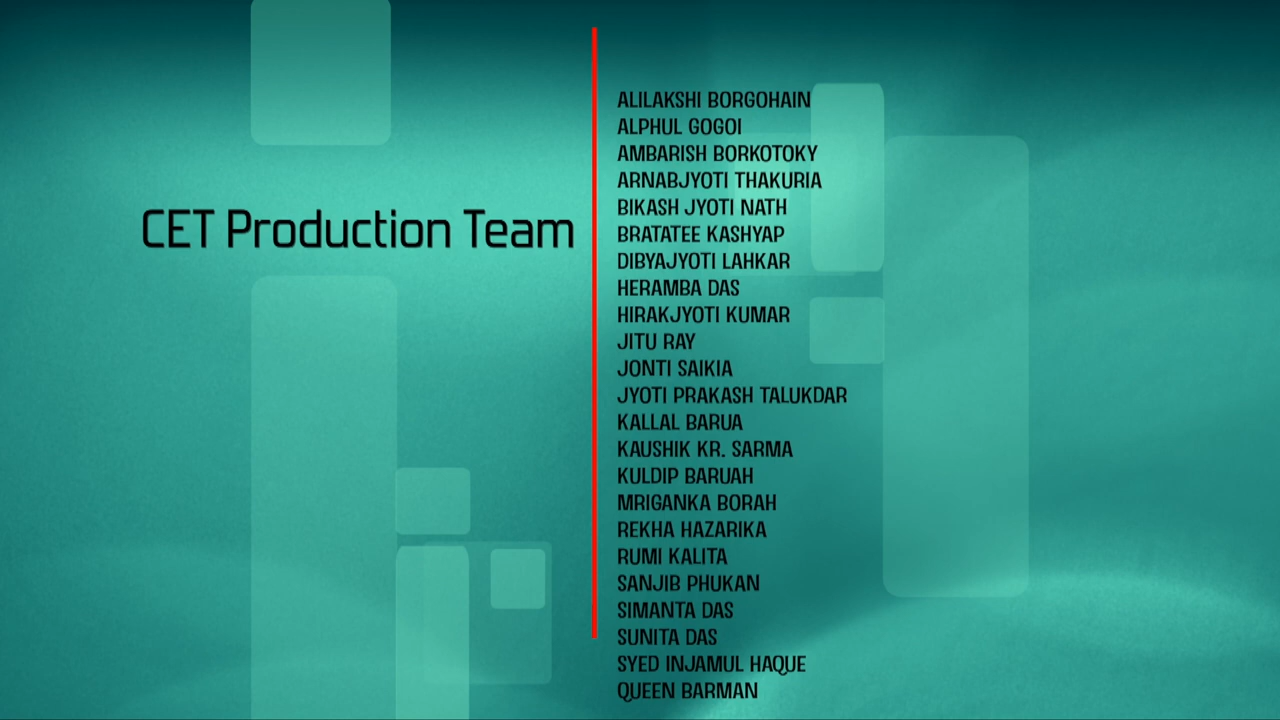 CET Production Team
ALILAKSHI BORGOHAIN
ALPHUL GOGOI
AMBARISH BORKOTOKY
ARNABJYOTI THAKURIA
BIKASH JYOTI NATH
BRATATEE KASHYAP
DIBYAJYOTI LAHKAR
HERAMBA DAS
HIRAKJYOTI KUMAR
JITU RAY
JONTI SAIKIA
JYOTI PRAKASH TALUKDAR
KALLAL BARUA
KAUSHIK KR. SARMA
KULDIP BARUAH
MRIGANKA BORAH
REKHA HAZARIKA
RUMI KALITA
SANJIB PHUKAN
SIMANTA DAS
SUNITA DAS
SYED INJAMUL HAQUE
QUEEN BARMAN